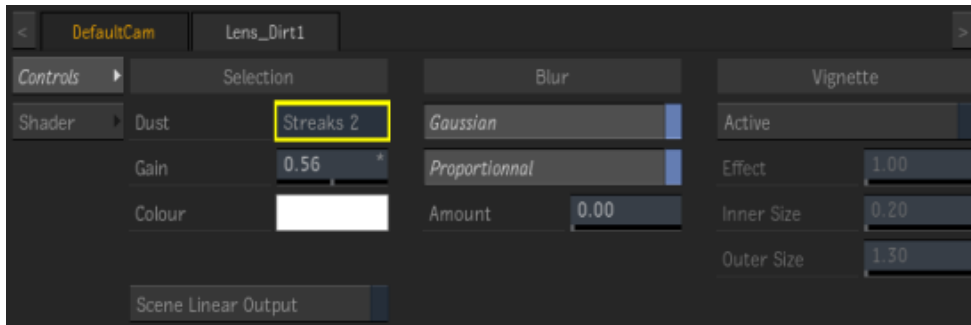 < DefaultCam Lens_Dirt1 >
Controls Selection Blur Vignette
Shader Dust Streaks 2 Gaussian Active
Gain 0.56 * Proportionnal Effect 1.00
Colour Amount 0.00 Inner Size 0.20
Outer Size 1.30
Scene Linear Output